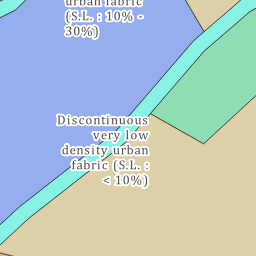 urban fabric
(S.L. : 10% -
30%)
Discontinuous
very low
density urban
fabric (S.L. :
< 10%)